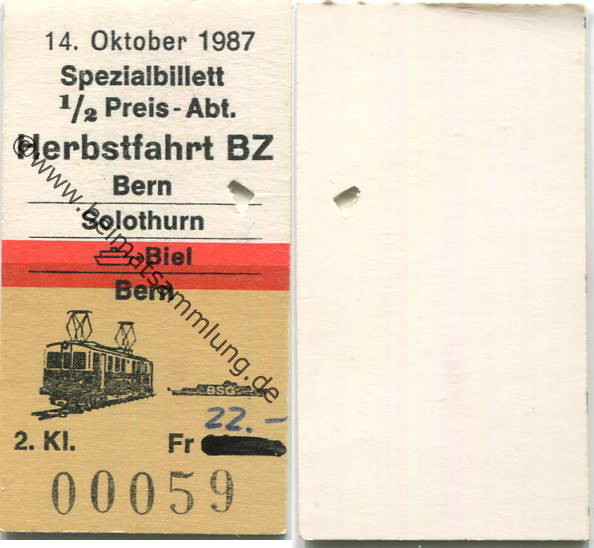 14. Oktober 1987
Spezialbillett
1/2 Preis-Abt.
Herbstfahrt BZ
Bern
Solothurn
Biel
Bern
BSG
22.-
2. Kl. Fr
00059
©www.heimatsammlung.de